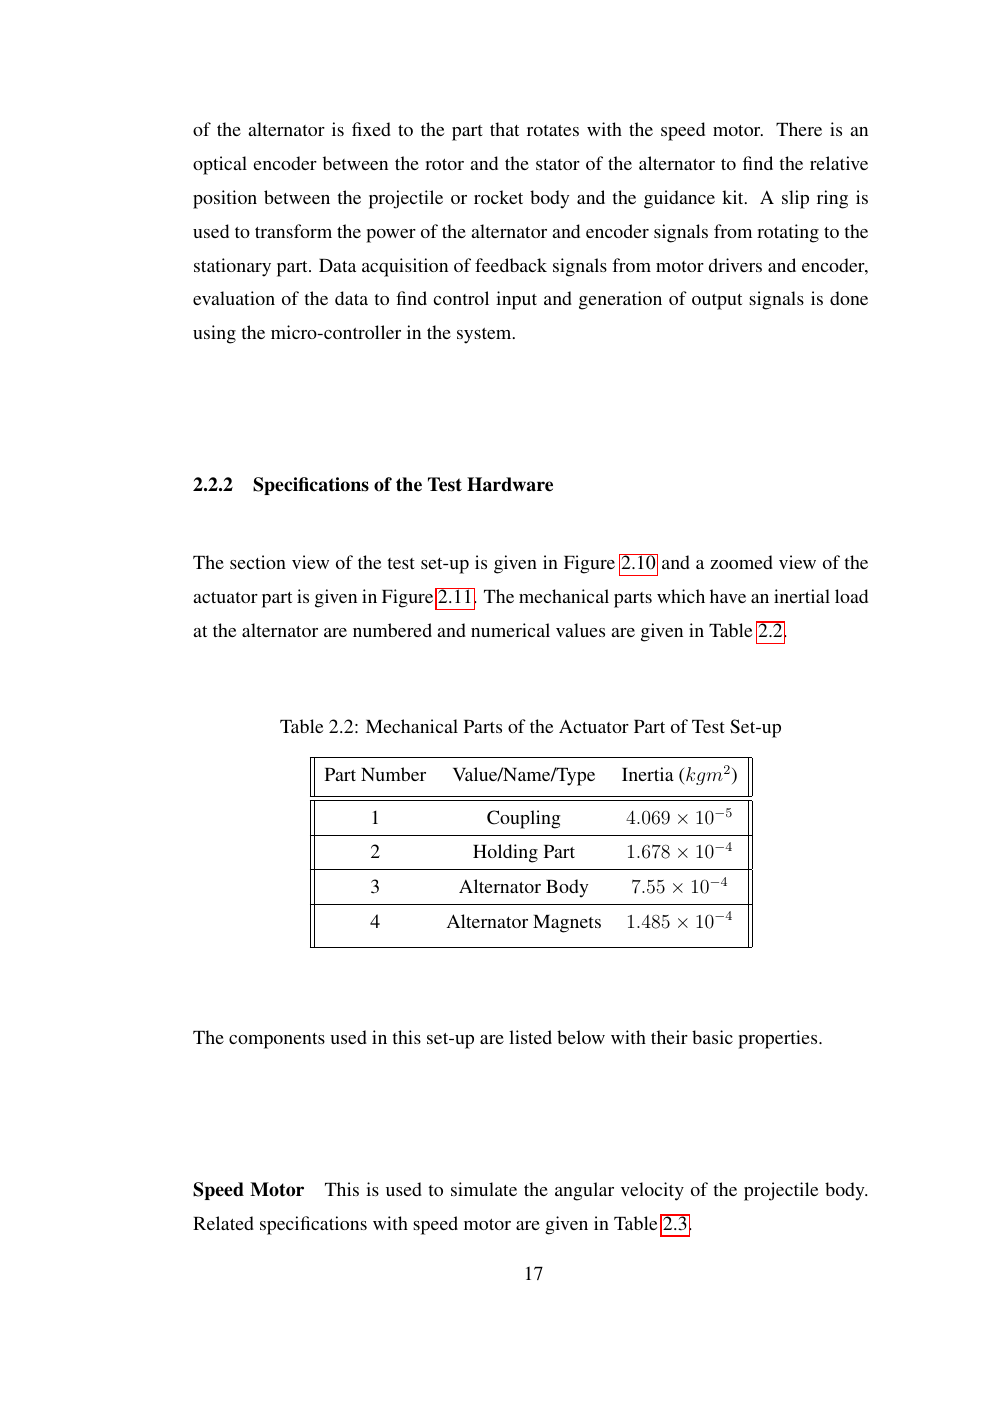 of the alternator is fixed to the part that rotates with the speed motor. There is an
optical encoder between the rotor and the stator of the alternator to find the relative
position between the projectile or rocket body and the guidance kit. A slip ring is
used to transform the power of the alternator and encoder signals from rotating to the
stationary part. Data acquisition of feedback signals from motor drivers and encoder,
evaluation of the data to find control input and generation of output signals is done
using the micro-controller in the system.
2.2.2 Specifications of the Test Hardware
The section view of the test set-up is given in Figure 2.10 and a zoomed view of the
actuator part is given in Figure 2.11. The mechanical parts which have an inertial load
at the alternator are numbered and numerical values are given in Table 2.2.
Table 2.2: Mechanical Parts of the Actuator Part of Test Set-up
Part Number Value/Name/Type Inertia (kgm²)
1 Coupling 4.069 × 10⁻⁵
2 Holding Part 1.678 × 10⁻⁴
3 Alternator Body 7.55 × 10⁻⁴
4 Alternator Magnets 1.485 × 10⁻⁴
The components used in this set-up are listed below with their basic properties.
Speed Motor This is used to simulate the angular velocity of the projectile body.
Related specifications with speed motor are given in Table 2.3.
17